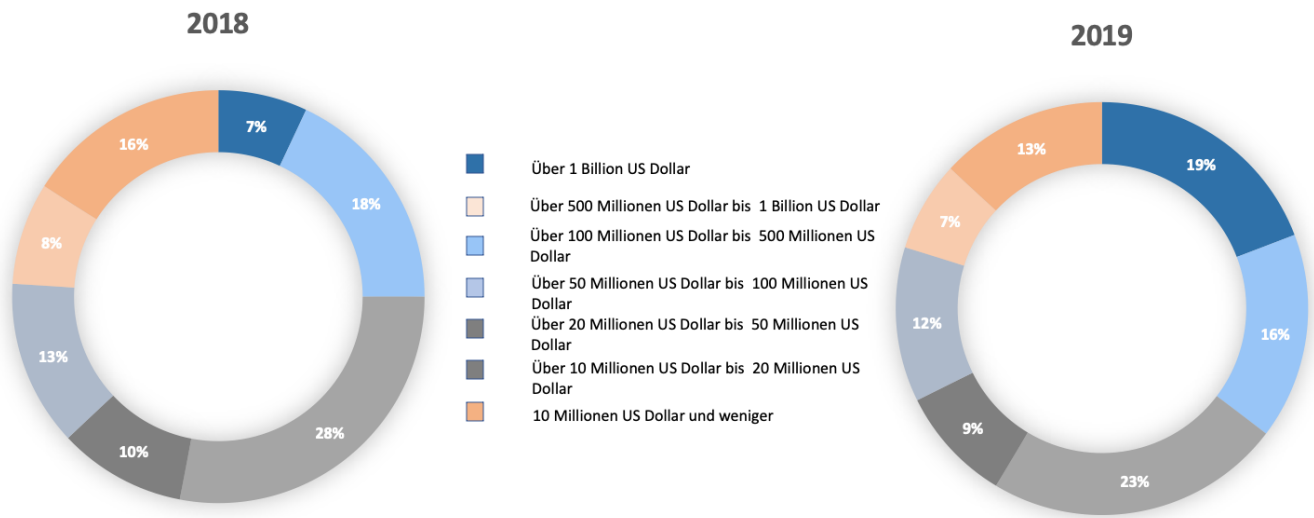 2018
2019
7%
18%
28%
10%
13%
8%
16%
Über 1 Billion US Dollar
Über 500 Millionen US Dollar bis 1 Billion US Dollar
Über 100 Millionen US Dollar bis 500 Millionen US
Dollar
Über 50 Millionen US Dollar bis 100 Millionen US
Dollar
Über 20 Millionen US Dollar bis 50 Millionen US
Dollar
Über 10 Millionen US Dollar bis 20 Millionen US
Dollar
10 Millionen US Dollar und weniger
19%
16%
23%
9%
12%
7%
13%